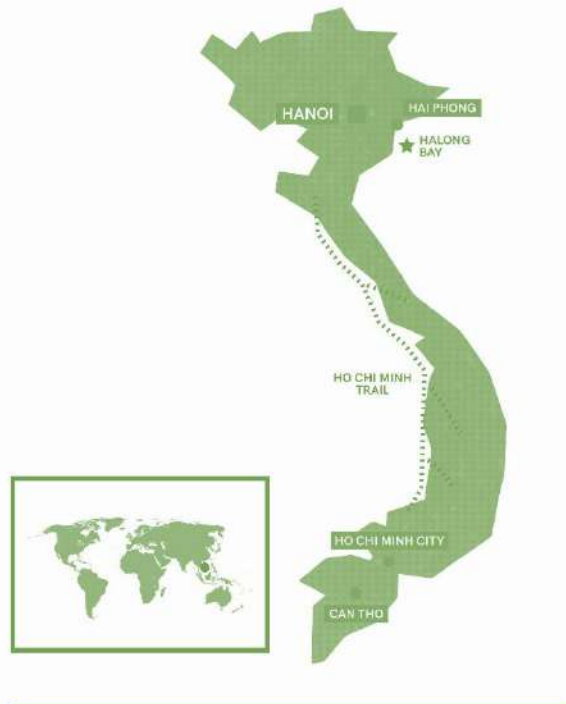 HANOI
HAI PHONG
HALONG
BAY
HO CHI MINH
TRAIL
HO CHI MINH CITY
CAN THO